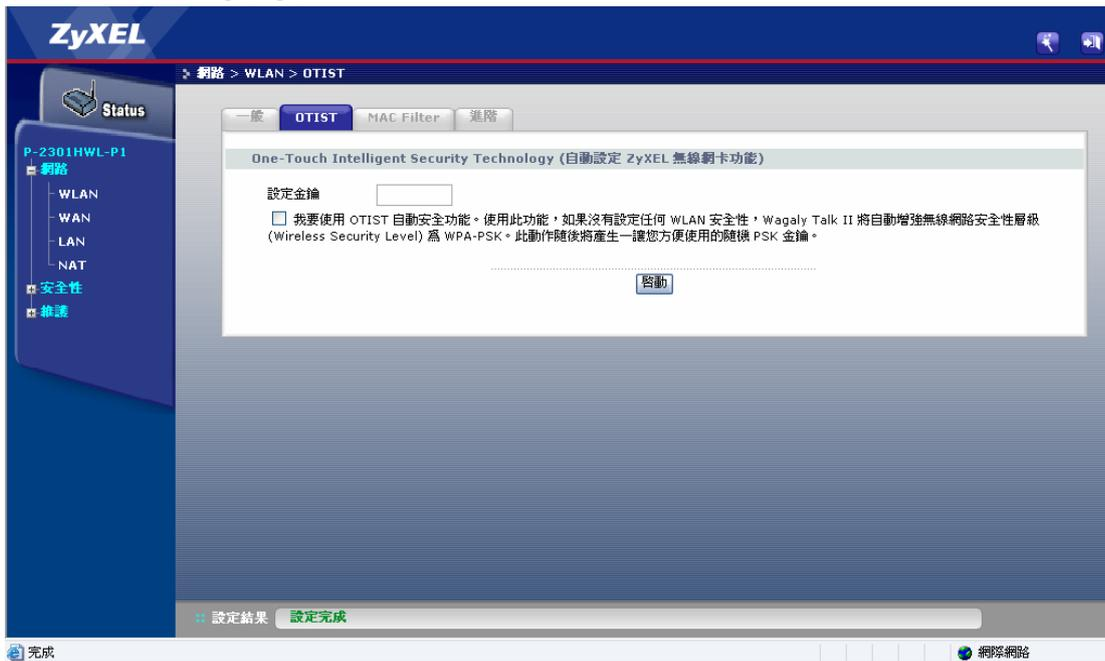 ZyXEL
網路 > WLAN > OTIST
Status
P-2301HWL-P1
網路
WLAN
WAN
LAN
NAT
安全性
維護
一般 OTIST MAC Filter 進階
One-Touch Intelligent Security Technology (自動設定 ZyXEL 無線網卡功能)
設定金鑰
我要使用 OTIST 自動安全功能。使用此功能，如果沒有設定任何 WLAN 安全性，Wagaly Talk II 將自動增強無線網路安全性層級
(Wireless Security Level) 為 WPA-PSK。此動作隨後將產生一讓您方便使用的隨機 PSK 金鑰。
啓動
設定結果 設定完成
完成 網際網路